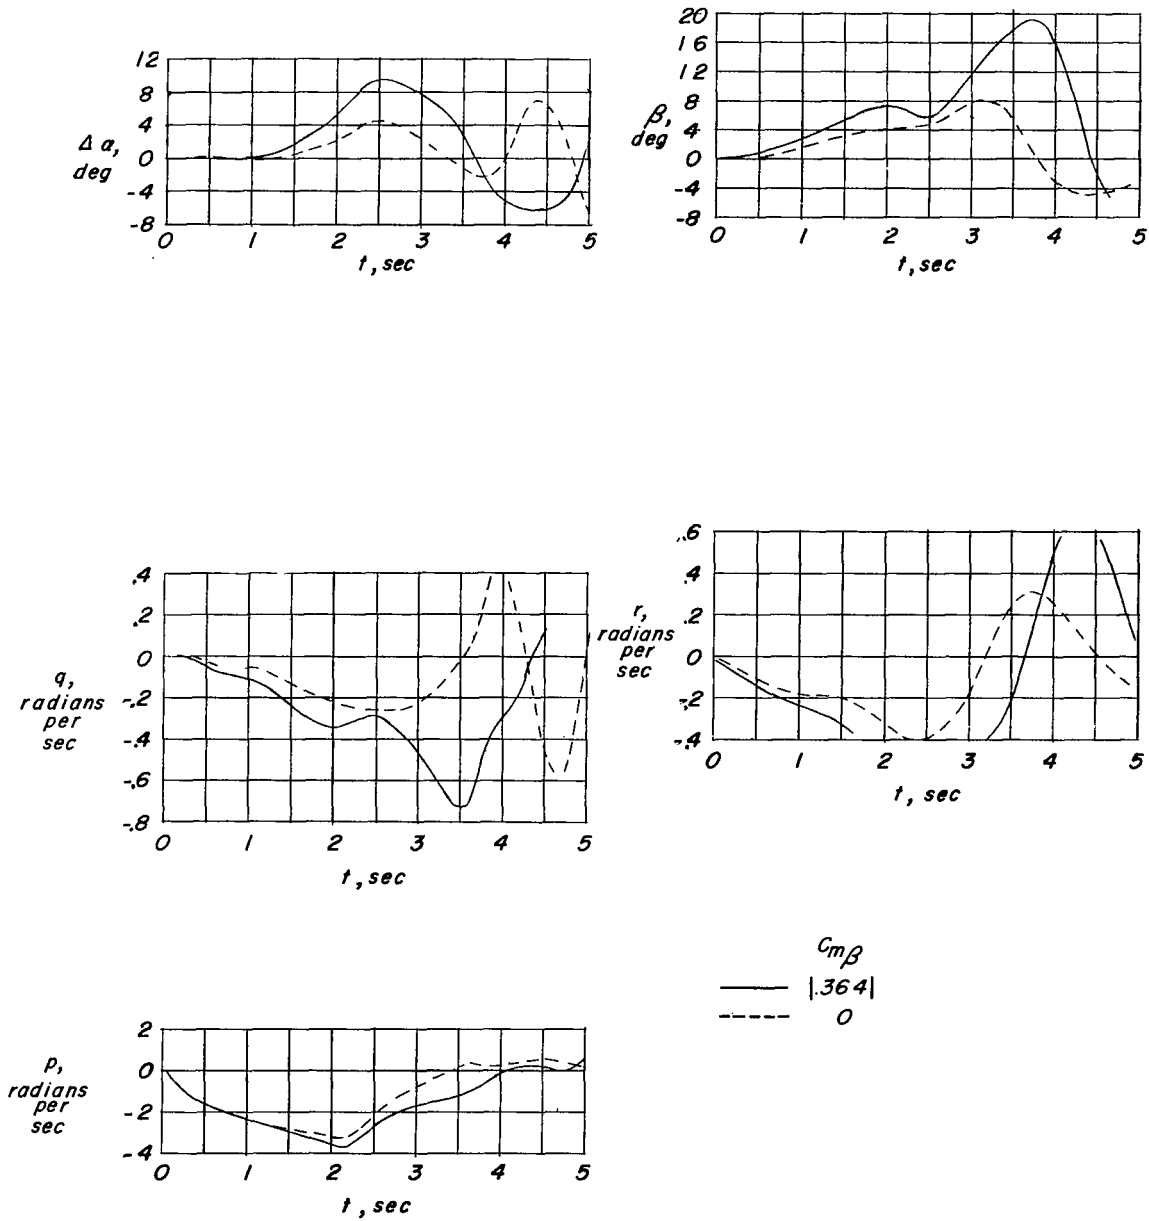 12
8
4
0
-4
-8
Δ α,
deg
0 1 2 3 4 5
t, sec
20
16
12
8
4
0
-4
-8
β,
deg
0 1 2 3 4 5
t, sec
.4
.2
0
-.2
-.4
-.6
-.8
q,
radians
per
sec
0 1 2 3 4 5
t, sec
.6
.4
.2
0
-.2
-.4
r,
radians
per
sec
0 1 2 3 4 5
t, sec
Cmβ
|.364|
0
2
0
-2
-4
p,
radians
per
sec
0 1 2 3 4 5
t, sec